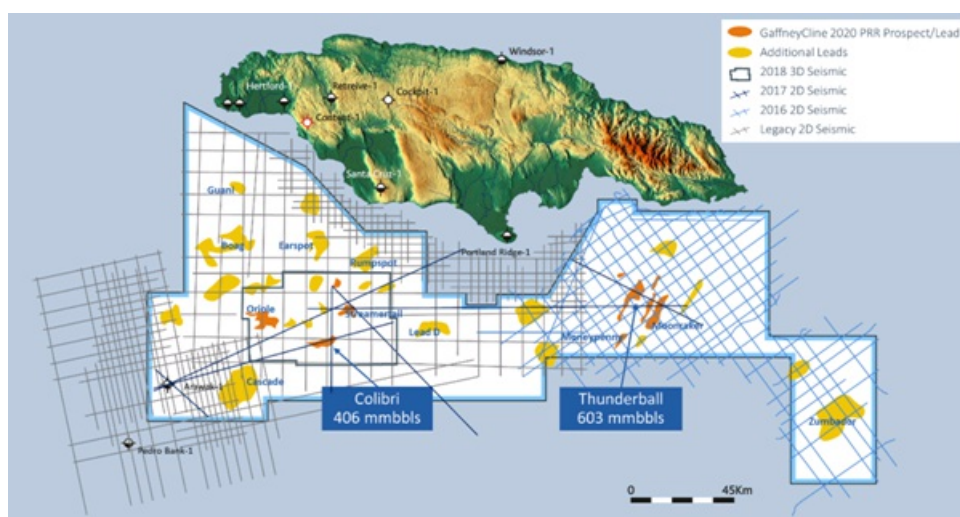 GaffneyCline 2020 PRR Prospect/Lead
Additional Leads
2018 3D Seismic
2017 2D Seismic
2016 2D Seismic
Legacy 2D Seismic
Windsor-1
Hertford-1
Retreive-1
Cockpit-1
Content-1
Santa Cruz-1
Portland Ridge-1
Guani
Boag
Earspot
Rumpspot
Oriole
Streamertail
Lead D
Moneypenny
Moonraker
Cascade
Arawak-1
Colibri
406 mmbbls
Thunderball
603 mmbbls
Zumbador
Pedro Bank-1
0
45Km